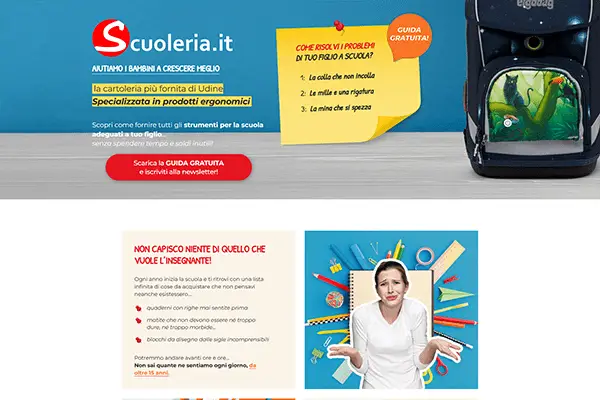 Scuoleria.it
AIUTIAMO I BAMBINI A CRESCERE MEGLIO
la cartoleria più fornita di Udine
Specializzata in prodotti ergonomici
Scopri come fornire tutti gli strumenti per la scuola
adeguati a tuo figlio...
senza spendere tempo e soldi inutili!
Scarica la GUIDA GRATUITA
e iscriviti alla newsletter!
COME RISOLVI I PROBLEMI
DI TUO FIGLIO A SCUOLA?
1: La colla che non incolla
2: Le mille e una rigatura
3: La mina che si spezza
GUIDA
GRATUITA!
ergobag
NON CAPISCO NIENTE DI QUELLO CHE
VUOLE L'INSEGNANTE!
Ogni anno inizia la scuola e ti ritrovi con una lista
infinita di cose da acquistare che non pensavi
neanche esistessero...
quaderni con righe mai sentite prima
matite che non devono essere né troppo
dure, né troppo morbide...
blocchi da disegno dalle sigle incomprensibili
Potremmo andare avanti ore e ore...
Non sai quante ne sentiamo ogni giorno, da
oltre 15 anni.